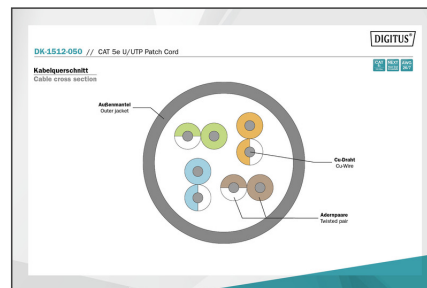 DIGITUS®
DK-1512-050 // CAT 5e U/UTP Patch Cord
Kabelquerschnitt
Cable cross section
Außenmantel
Outer jacket
Cu-Draht
Cu-Wire
Adernpaare
Twisted pair